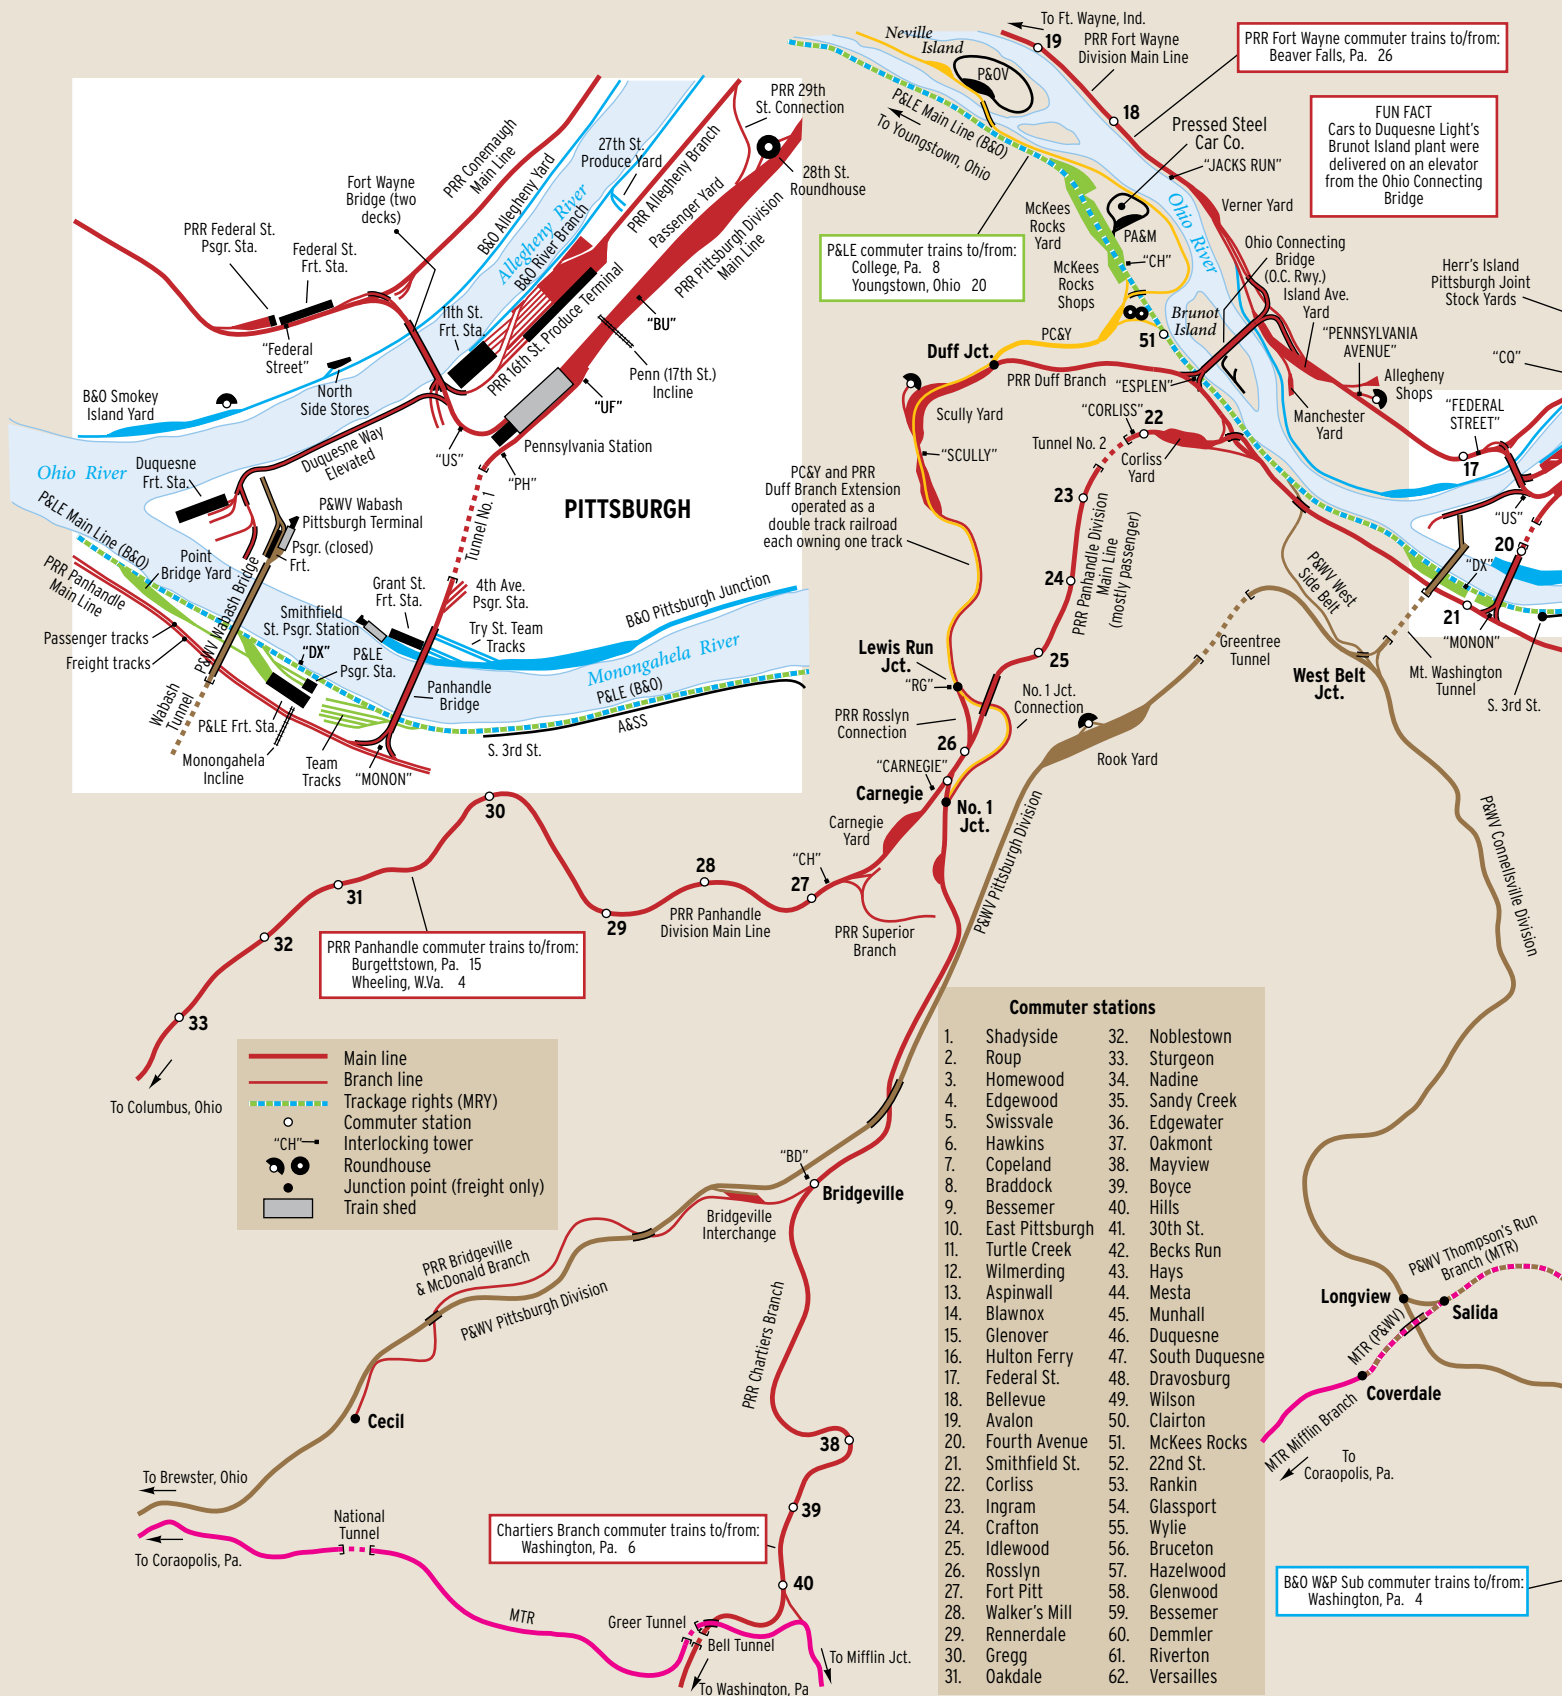 To Ft. Wayne, Ind.
19
PRR Fort Wayne
Division Main Line
PRR Fort Wayne commuter trains to/from:
Beaver Falls, Pa. 26
Neville
Island
P&OV
P&LE Main Line (B&O)
To Youngstown, Ohio
18
Pressed Steel
Car Co.
"JACKS RUN"
FUN FACT
Cars to Duquesne Light's
Brunot Island plant were
delivered on an elevator
from the Ohio Connecting
Bridge
Ohio River
Verner Yard
McKees
Rocks
Yard
PA&M
"CH"
P&LE commuter trains to/from:
College, Pa. 8
Youngstown, Ohio 20
McKees
Rocks
Shops
Ohio Connecting
Bridge
(O.C. Rwy.)
Island Ave.
Yard
Herr's Island
Pittsburgh Joint
Stock Yards
Brunot
Island
PC&Y
51
"PENNSYLVANIA
AVENUE"
"CQ"
Duff Jct.
PRR Duff Branch
"ESPLEN"
Allegheny
Shops
Scully Yard
"CORLISS"
22
Manchester
Yard
"FEDERAL
STREET"
Tunnel No. 2
Corliss
Yard
17
"SCULLY"
PC&Y and PRR
Duff Branch Extension
operated as a
double track railroad
each owning one track
23
PRR Panhandle Division
Main Line
(mostly passenger)
24
"US"
20
"DX"
P&WV West
Side Belt
21
"MONON"
Greentree
Tunnel
West Belt
Jct.
Mt. Washington
Tunnel
S. 3rd St.
Lewis Run
Jct.
"RG"
25
No. 1 Jct.
Connection
PRR Rosslyn
Connection
26
Rook Yard
"CARNEGIE"
Carnegie
No. 1
Jct.
Carnegie
Yard
P&WV Pittsburgh Division
P&WV Connellsville Division
PRR 29th
St. Connection
PRR Conemaugh
Main Line
27th St.
Produce Yard
PRR Allegheny Branch
28th St.
Roundhouse
Fort Wayne
Bridge (two
decks)
B&O Allegheny Yard
Allegheny River
B&O River Branch
Passenger Yard
PRR Pittsburgh Division
Main Line
PRR Federal St.
Psgr. Sta.
Federal St.
Frt. Sta.
"Federal
Street"
11th St.
Frt. Sta.
PRR 16th St. Produce Terminal
"BU"
Penn (17th St.)
Incline
"UF"
North
Side Stores
B&O Smokey
Island Yard
Pennsylvania Station
Duquesne Way
Elevated
"US"
"PH"
Ohio River
Duquesne
Frt. Sta.
P&WV Wabash
Pittsburgh Terminal
Psgr. (closed)
Frt.
PITTSBURGH
Tunnel No. 1
P&LE Main Line (B&O)
Point
Bridge Yard
PRR Panhandle
Main Line
P&WV Wabash Bridge
Grant St.
Frt. Sta.
4th Ave.
Psgr. Sta.
B&O Pittsburgh Junction
Smithfield
St. Psgr. Station
Try St. Team
Tracks
Passenger tracks
Freight tracks
"DX"
P&LE
Psgr. Sta.
Monongahela River
P&LE (B&O)
A&SS
Panhandle
Bridge
Wabash
Tunnel
P&LE Frt. Sta.
S. 3rd St.
Monongahela
Incline
Team
Tracks
"MONON"
30
31
32
33
29
28
27
"CH"
PRR Panhandle
Division Main Line
PRR Superior
Branch
PRR Panhandle commuter trains to/from:
Burgettstown, Pa. 15
Wheeling, W.Va. 4
To Columbus, Ohio
Main line
Branch line
Trackage rights (MRY)
Commuter station
"CH"
Interlocking tower
Roundhouse
Junction point (freight only)
Train shed
"BD"
Bridgeville
Bridgeville
Interchange
PRR Bridgeville
& McDonald Branch
P&WV Pittsburgh Division
PRR Chartiers Branch
Cecil
38
39
40
To Brewster, Ohio
National
Tunnel
To Coraopolis, Pa.
Chartiers Branch commuter trains to/from:
Washington, Pa. 6
MTR
Greer Tunnel
Bell Tunnel
To Mifflin Jct.
To Washington, Pa
Commuter stations
1. Shadyside
2. Roup
3. Homewood
4. Edgewood
5. Swissvale
6. Hawkins
7. Copeland
8. Braddock
9. Bessemer
10. East Pittsburgh
11. Turtle Creek
12. Wilmerding
13. Aspinwall
14. Blawnox
15. Glenover
16. Hulton Ferry
17. Federal St.
18. Bellevue
19. Avalon
20. Fourth Avenue
21. Smithfield St.
22. Corliss
23. Ingram
24. Crafton
25. Idlewood
26. Rosslyn
27. Fort Pitt
28. Walker's Mill
29. Rennerdale
30. Gregg
31. Oakdale
32. Noblestown
33. Sturgeon
34. Nadine
35. Sandy Creek
36. Edgewater
37. Oakmont
38. Mayview
39. Boyce
40. Hills
41. 30th St.
42. Becks Run
43. Hays
44. Mesta
45. Munhall
46. Duquesne
47. South Duquesne
48. Dravosburg
49. Wilson
50. Clairton
51. McKees Rocks
52. 22nd St.
53. Rankin
54. Glassport
55. Wylie
56. Bruceton
57. Hazelwood
58. Glenwood
59. Bessemer
60. Demmler
61. Riverton
62. Versailles
P&WV Thompson's Run
Branch (MTR)
Longview
Salida
MTR (P&WV)
Coverdale
MTR Mifflin Branch
To
Coraopolis, Pa.
B&O W&P Sub commuter trains to/from:
Washington, Pa. 4